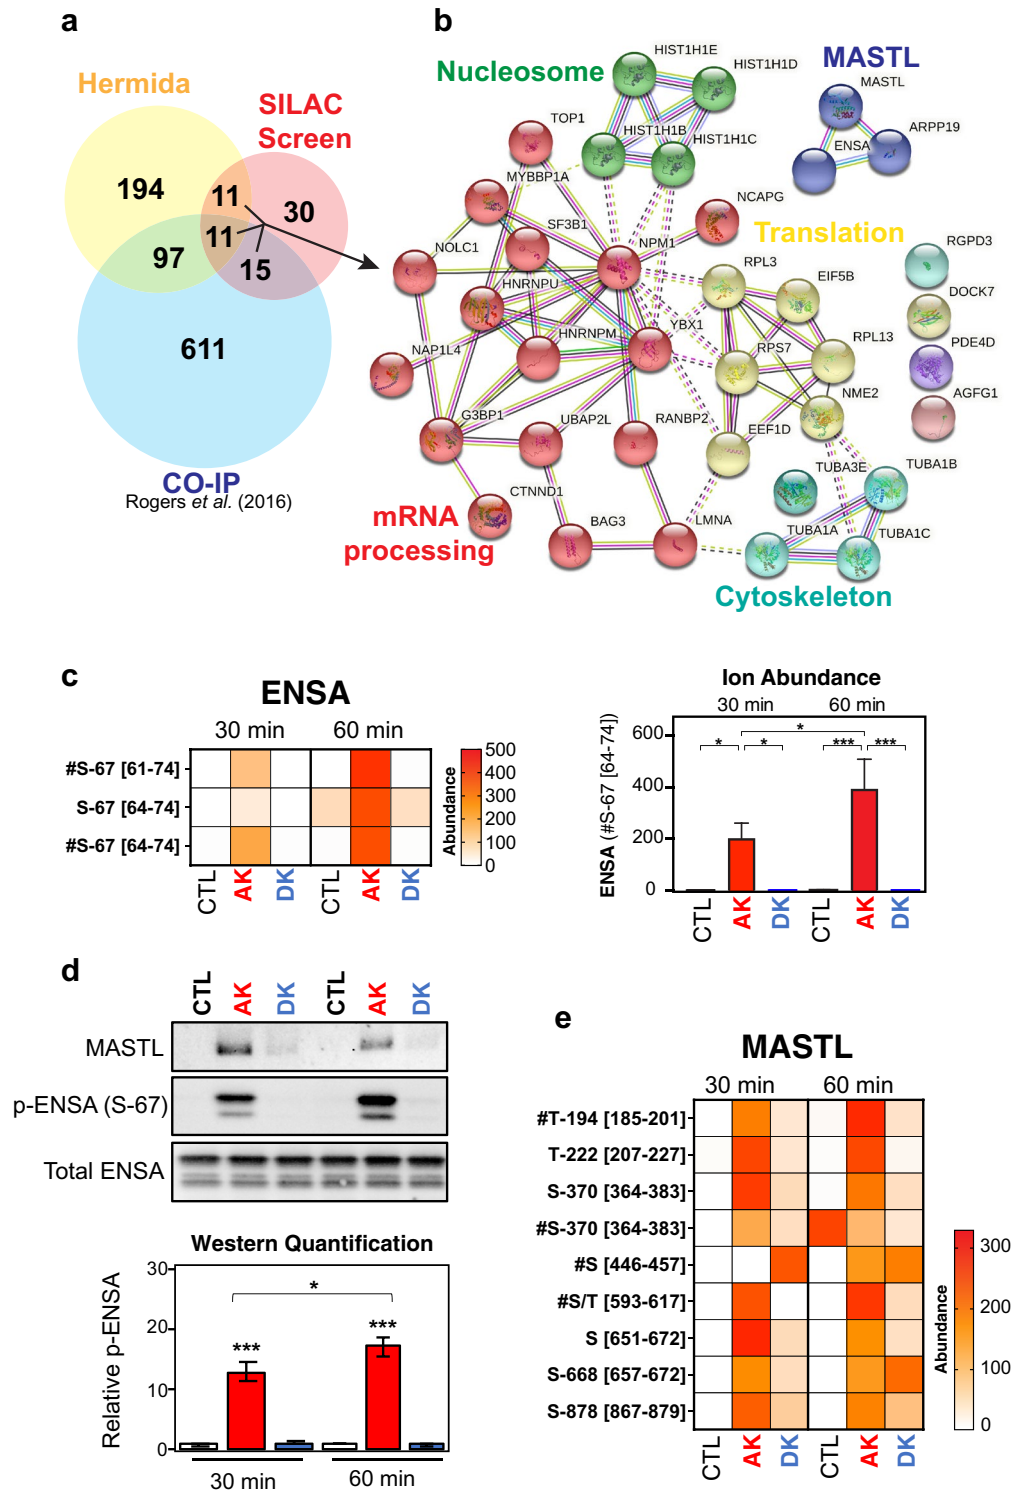 a
Hermida
SILAC
Screen
194
11
30
11
97
15
611
CO-IP
Rogers et al. (2016)
b
Nucleosome
HIST1H1E
HIST1H1D
HIST1H1B
HIST1H1C
MASTL
MASTL
ARPP19
ENSA
TOP1
MYBBP1A
SF3B1
NPM1
NCAPG
NOLC1
HNRNPU
HNRNPM
YBX1
NAP1L4
G3BP1
UBAP2L
RANBP2
CTNND1
BAG3
LMNA
mRNA
processing
Translation
RPL3
EIF5B
RPS7
RPL13
NME2
EEF1D
RGPD3
DOCK7
PDE4D
AGFG1
TUBA3E
TUBA1B
TUBA1A
TUBA1C
Cytoskeleton
c
ENSA
30 min 60 min
#S-67 [61-74]
S-67 [64-74]
#S-67 [64-74]
CTL AK DK CTL AK DK
Abundance
500
400
300
200
100
0
Ion Abundance
30 min 60 min
ENSA (#S-67 [64-74])
600
400
200
0
*
* * *** ***
CTL AK DK CTL AK DK
d
CTL AK DK CTL AK DK
MASTL
p-ENSA (S-67)
Total ENSA
Western Quantification
Relative p-ENSA
30
20
10
0
*
*** ***
30 min 60 min
e
MASTL
30 min 60 min
#T-194 [185-201]
T-222 [207-227]
S-370 [364-383]
#S-370 [364-383]
#S [446-457]
#S/T [593-617]
S [651-672]
S-668 [657-672]
S-878 [867-879]
CTL AK DK CTL AK DK
Abundance
300
200
100
0